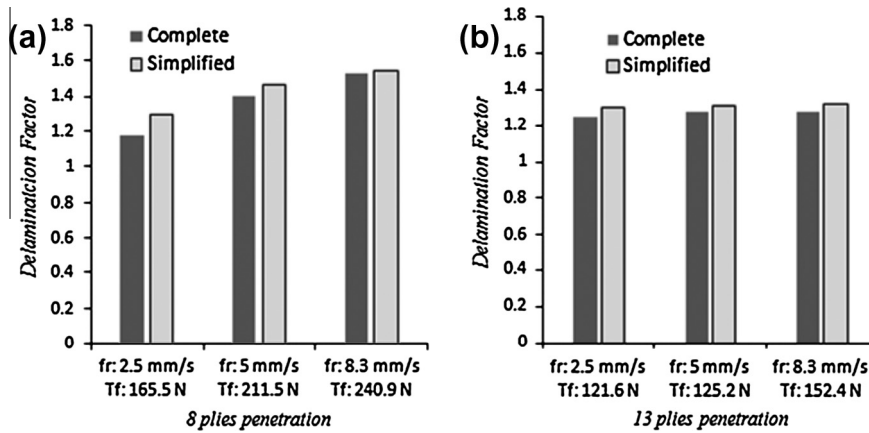 (a)
Delaminatcion Factor
1.8
1.6
1.4
1.2
1
0.8
0.6
0.4
0.2
0
Complete
Simplified
fr: 2.5 mm/s fr: 5 mm/s fr: 8.3 mm/s
Tf: 165.5 N Tf: 211.5 N Tf: 240.9 N
8 plies penetration
(b)
Delamination Factor
1.8
1.6
1.4
1.2
1
0.8
0.6
0.4
0.2
0
Complete
Simplified
fr: 2.5 mm/s fr: 5 mm/s fr: 8.3 mm/s
Tf: 121.6 N Tf: 125.2 N Tf: 152.4 N
13 plies penetration